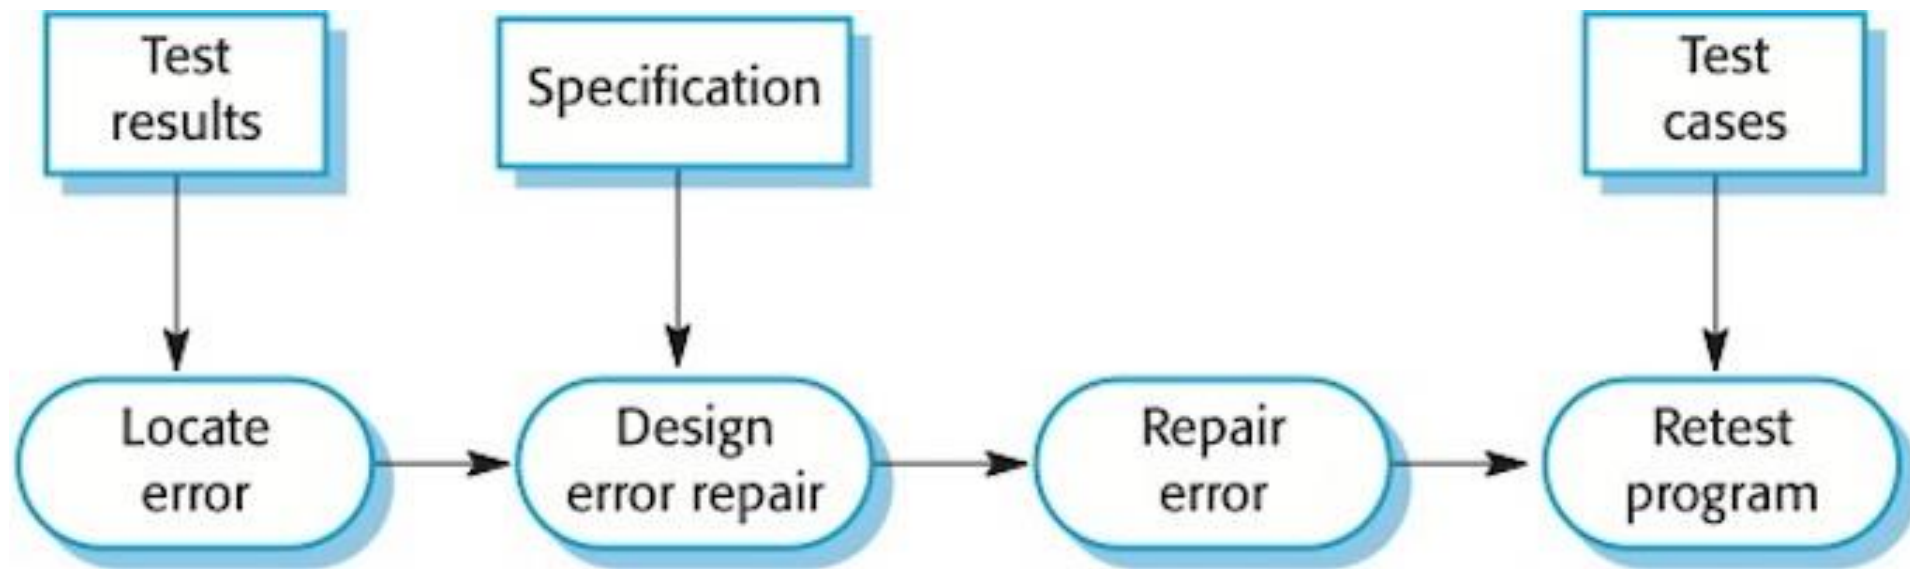 Test
results
Specification
Test
cases
Locate
error
Design
error repair
Repair
error
Retest
program